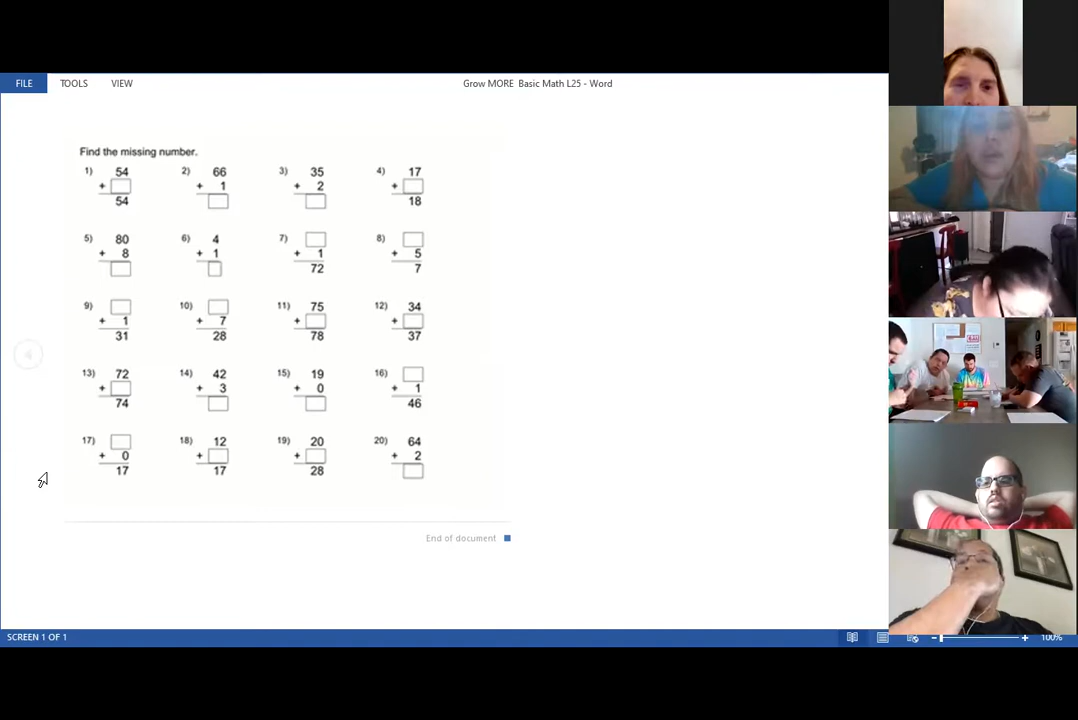 FILE TOOLS VIEW Grow MORE Basic Math L25 - Word
Find the missing number.
1) 54 2) 66 3) 35 4) 17
+ + 1 + 2 +
54 18
5) 80 6) 4 7) 8)
+ 8 + 1 + 1 + 5
72 7
9) 10) 11) 75 12) 34
+ 1 + 7 + +
31 28 78 37
13) 72 14) 42 15) 19 16)
+ + 3 + 0 + 1
74 46
17) 18) 12 19) 20 20) 64
+ 0 + + + 2
17 17 28
End of document
SCREEN 1 OF 1 100%